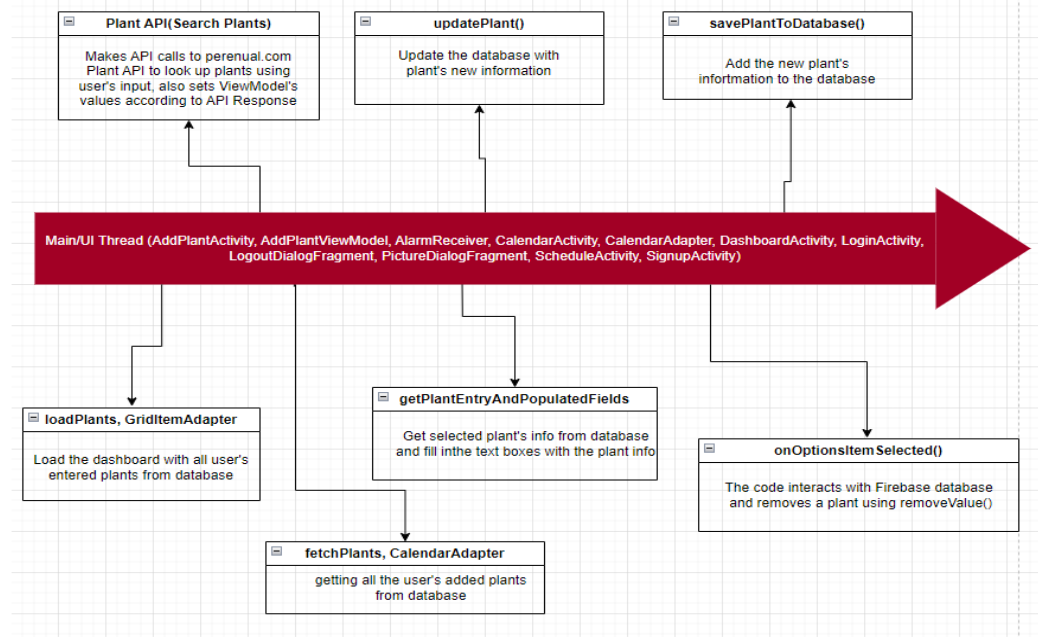 Plant API(Search Plants)
Makes API calls to perenual.com
Plant API to look up plants using
user's input, also sets ViewModel's
values according to API Response
updatePlant()
Update the database with
plant's new information
savePlantToDatabase()
Add the new plant's
infortmation to the database
Main/UI Thread (AddPlantActivity, AddPlantViewModel, AlarmReceiver, CalendarActivity, CalendarAdapter, DashboardActivity, LoginActivity,
LogoutDialogFragment, PictureDialogFragment, ScheduleActivity, SignupActivity)
loadPlants, GridItemAdapter
Load the dashboard with all user's
entered plants from database
getPlantEntryAndPopulatedFields
Get selected plant's info from database
and fill inthe text boxes with the plant info
onOptionsItemSelected()
The code interacts with Firebase database
and removes a plant using removeValue()
fetchPlants, CalendarAdapter
getting all the user's added plants
from database